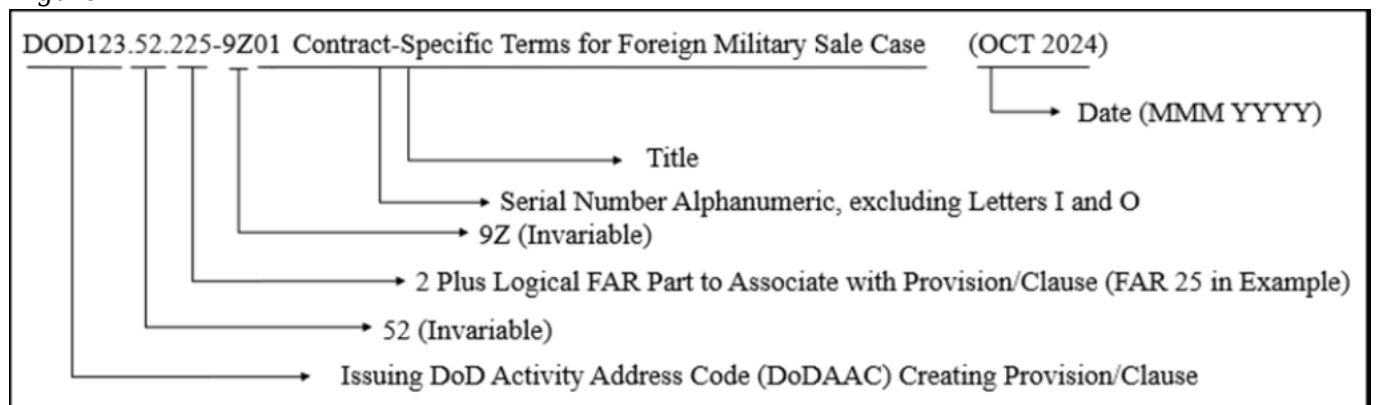 DOD123.52.225-9Z01 Contract-Specific Terms for Foreign Military Sale Case (OCT 2024)
Date (MMM YYYY)
Title
Serial Number Alphanumeric, excluding Letters I and O
9Z (Invariable)
2 Plus Logical FAR Part to Associate with Provision/Clause (FAR 25 in Example)
52 (Invariable)
Issuing DoD Activity Address Code (DoDAAC) Creating Provision/Clause